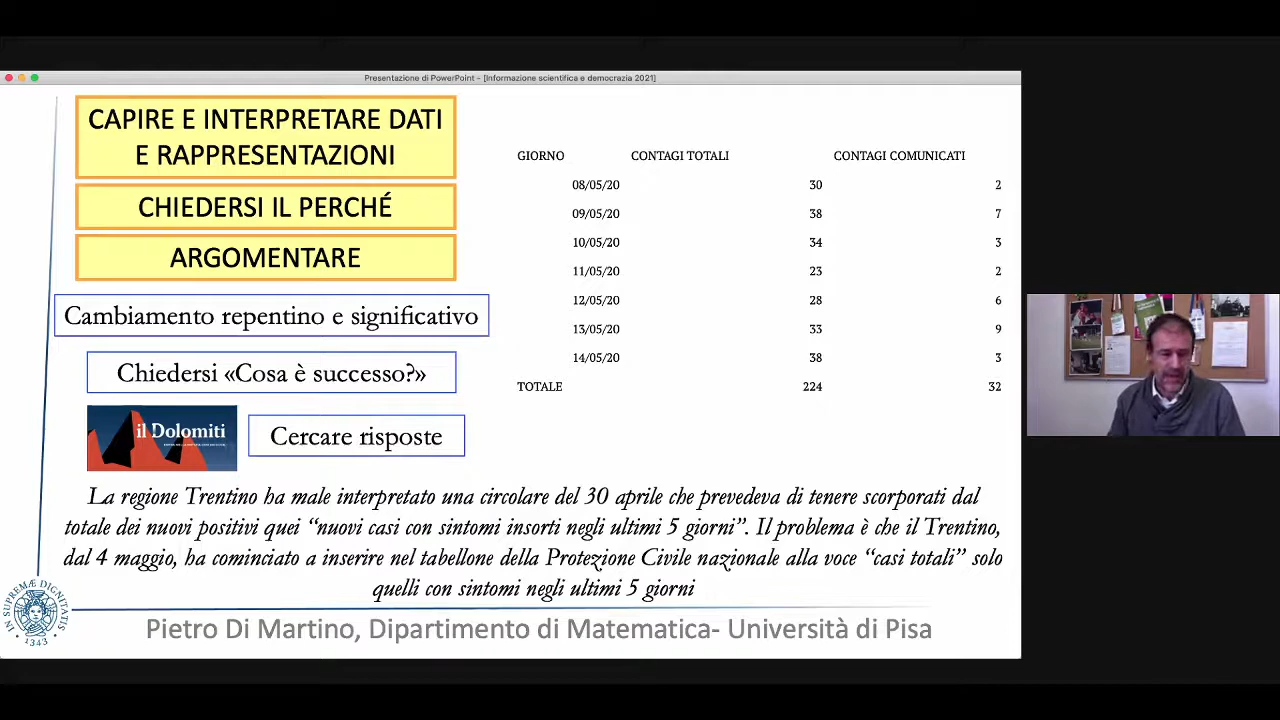 Presentazione di PowerPoint - [Informazione scientifica e democrazia 2021]
CAPIRE E INTERPRETARE DATI
E RAPPRESENTAZIONI
CHIEDERSI IL PERCHÉ
ARGOMENTARE
Cambiamento repentino e significativo
Chiedersi «Cosa è successo?»
il Dolomiti
Cercare risposte
GIORNO CONTAGI TOTALI CONTAGI COMUNICATI
08/05/20 30 2
09/05/20 38 7
10/05/20 34 3
11/05/20 23 2
12/05/20 28 6
13/05/20 33 9
14/05/20 38 3
TOTALE 224 32
La regione Trentino ha male interpretato una circolare del 30 aprile che prevedeva di tenere scorporati dal
totale dei nuovi positivi quei “nuovi casi con sintomi insorti negli ultimi 5 giorni”. Il problema è che il Trentino,
dal 4 maggio, ha cominciato a inserire nel tabellone della Protezione Civile nazionale alla voce “casi totali” solo
quelli con sintomi negli ultimi 5 giorni
IN SUPREMÆ DIGNITATIS
1343
Pietro Di Martino, Dipartimento di Matematica- Università di Pisa